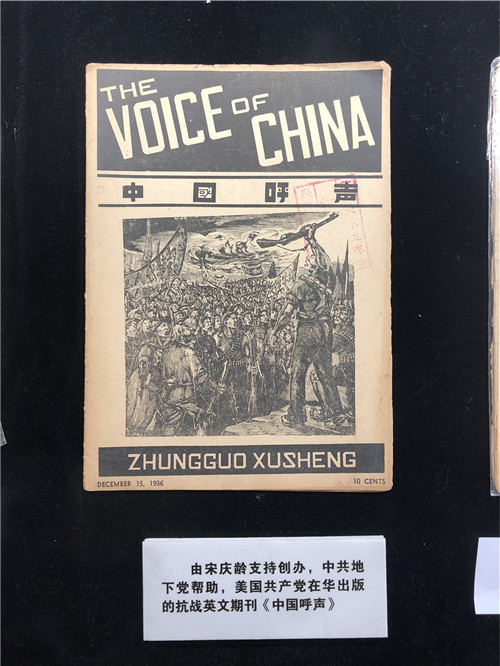 THE
VOICE OF
CHINA
中國呼声
ZHUNGGUO XUSHENG
DECEMBER 15, 1936
10 CENTS
由宋庆龄支持创办，中共地
下党帮助，美国共产党在华出版
的抗战英文期刊《中国呼声》